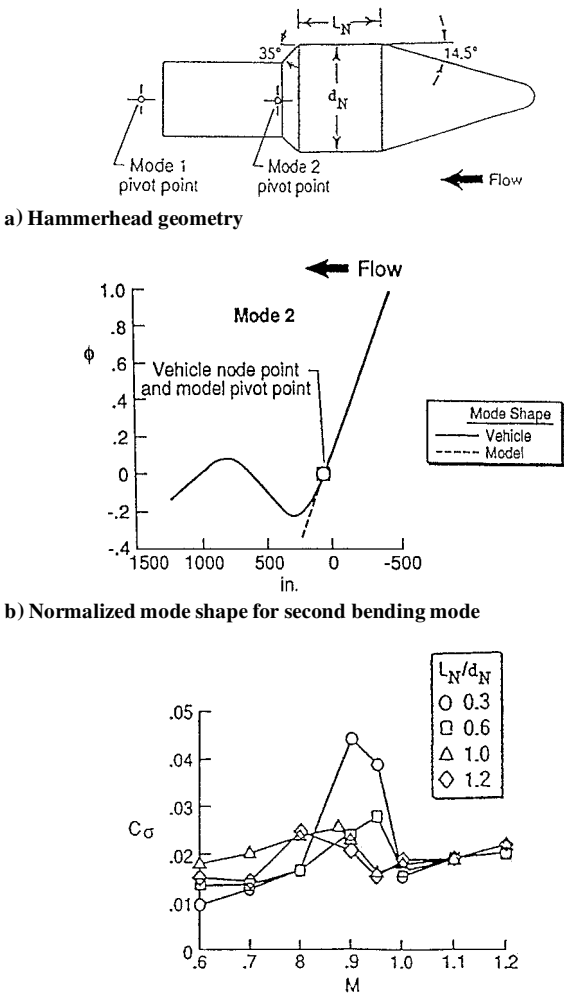 L_N
35°
14.5°
d_N
Mode 1
pivot point
Mode 2
pivot point
Flow
a) Hammerhead geometry
Flow
1.0
.8
.6
.4
.2
0
-.2
-.4
ϕ
Mode 2
Vehicle node point
and model pivot point
Mode Shape
Vehicle
Model
1500 1000 500 0 -500
in.
b) Normalized mode shape for second bending mode
L_N/d_N
0.3
0.6
1.0
1.2
.05
.04
.03
.02
.01
0
Cσ
.6 .7 8 .9 1.0 1.1 1.2
M